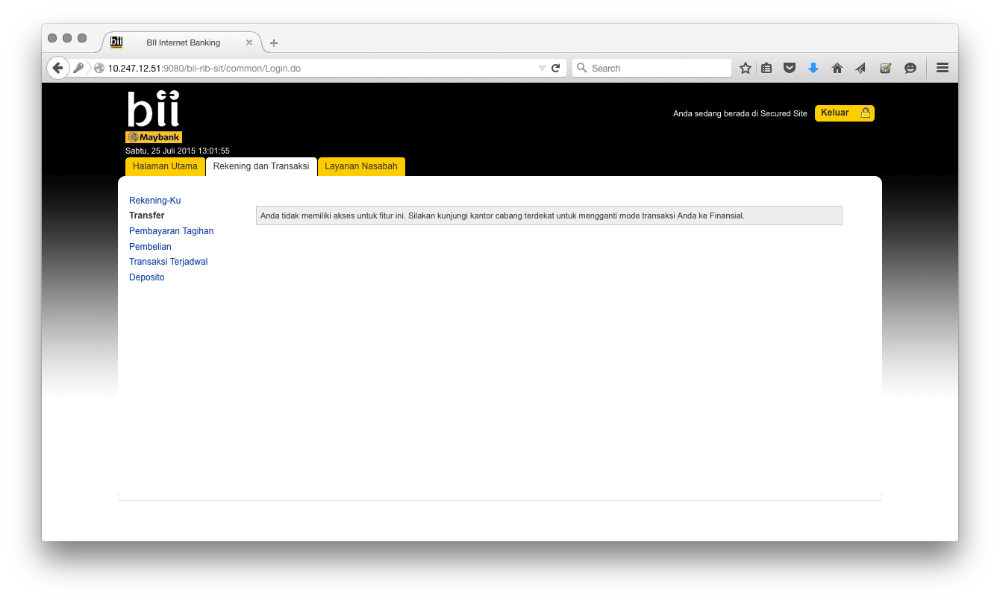 BII Internet Banking
10.247.12.51:9080/bii-rib-sit/common/Login.do
Search
bii
Maybank
Anda sedang berada di Secured Site
Keluar
Sabtu, 25 Juli 2015 13:01:55
Halaman Utama
Rekening dan Transaksi
Layanan Nasabah
Rekening-Ku
Transfer
Pembayaran Tagihan
Pembelian
Transaksi Terjadwal
Deposito
Anda tidak memiliki akses untuk fitur ini. Silakan kunjungi kantor cabang terdekat untuk mengganti mode transaksi Anda ke Finansial.